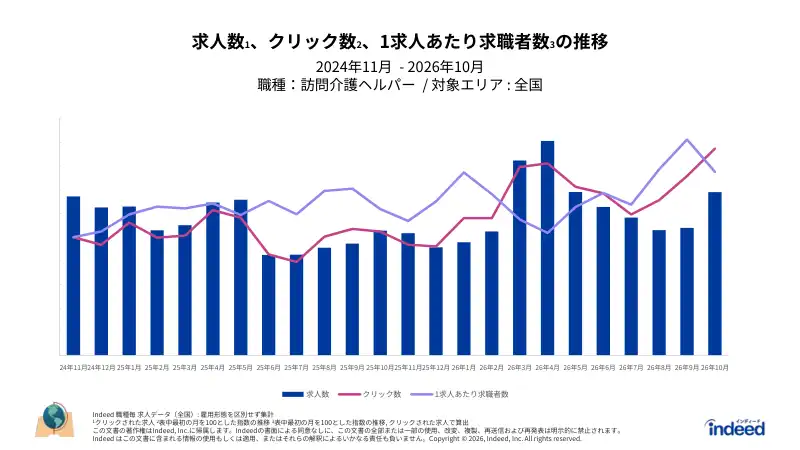 求人数1、クリック数2、1求人あたり求職者数3の推移
2024年11月 - 2026年10月
職種：訪問介護ヘルパー / 対象エリア : 全国
24年11月 24年12月 25年1月 25年2月 25年3月 25年4月 25年5月 25年6月 25年7月 25年8月 25年9月 25年10月 25年11月 25年12月 26年1月 26年2月 26年3月 26年4月 26年5月 26年6月 26年7月 26年8月 26年9月 26年10月
求人数 クリック数 1求人あたり求職者数
Indeed 職種毎 求人データ（全国）: 雇用形態を区別せず集計
¹クリックされた求人 ²表中最初の月を100とした指数の推移 ³表中最初の月を100とした指数の推移, クリックされた求人で算出
この文書の著作権はIndeed, Inc.に帰属します。Indeedの書面による同意なしに、この文書の全部または一部の使用、改変、複製、再送信および再発表は明示的に禁止されます。
Indeed はこの文書に含まれる情報の使用もしくは適用、またはそれらの解釈によるいかなる責任も負いません。Copyright © 2026, Indeed, Inc. All rights reserved.
インディード
indeed